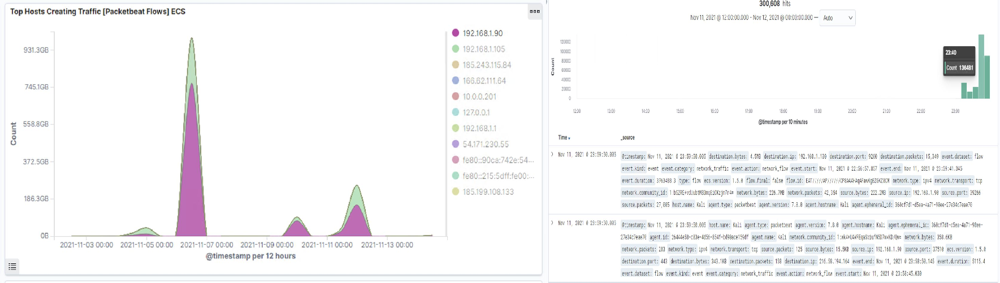 Top Hosts Creating Traffic [Packetbeat Flows] ECS
931.3GB
745.1GB
558.8GB
372.5GB
186.3GB
0B
Count
2021-11-03 00:00 2021-11-05 00:00 2021-11-07 00:00 2021-11-09 00:00 2021-11-11 00:00 2021-11-13 00:00
@timestamp per 12 hours
192.168.1.90
192.168.1.105
185.243.115.84
166.62.111.64
10.0.0.201
127.0.0.1
192.168.1.1
54.171.230.55
fe80::90ca:742e:54...
fe80::215:5dff:fe00:...
185.199.108.133
300,608 hits
Nov 11, 2021 @ 12:00:00.000 - Nov 12, 2021 @ 00:00:00.000 — Auto
120000
100000
80000
60000
40000
20000
0
Count
23:40
Count 136481
12:00 13:00 14:00 15:00 16:00 17:00 18:00 19:00 20:00 21:00 22:00 23:00
@timestamp per 10 minutes
Time _source
Nov 11, 2021 @ 23:59:50.005 @timestamp: Nov 11, 2021 @ 23:59:50.005 destination.bytes: 4.5MB destination.ip: 192.168.1.100 destination.port: 9200 destination.packets: 15,349 event.dataset: flow
event.kind: event event.category: network_traffic event.action: network_flow event.start: Nov 11, 2021 @ 22:56:57.857 event.end: Nov 11, 2021 @ 23:59:41.345
event.duration: type: flow ecs.version: 1.5.0 flow.final: false flow.id: network.type: ipv4 network.transport: tcp
network.community_id: network.bytes: 226.7MB network.packets: 42,354 source.bytes: 222.2MB source.ip: 192.168.1.90 source.port: 39266
source.packets: 27,005 host.name: Kali agent.type: packetbeat agent.version: 7.8.0 agent.hostname: Kali agent.ephemeral_id: 360cf7d1-d5ea-4a71-90ee-27e34c7eae70
Nov 11, 2021 @ 23:59:50.005 @timestamp: Nov 11, 2021 @ 23:59:50.005 host.name: Kali agent.type: packetbeat agent.version: 7.8.0 agent.hostname: Kali agent.ephemeral_id: 360cf7d1-c5ea-4a71-90ee-
27e34c7eae70 agent.id: agent.name: Kali network.community_id: network.bytes: 358.6KB
network.packets: 283 network.type: ipv4 network.transport: tcp source.packets: 125 source.bytes: 15.5KB source.ip: 192.168.1.90 source.port: 37510 ecs.version: 1.5.0
destination.port: 443 destination.bytes: 343.1KB destination.packets: 158 destination.ip: 216.58.194.164 event.end: Nov 11, 2021 @ 23:58:50.145 event.duration: 5115.4
event.dataset: flow event.kind: event event.category: network_traffic event.action: network_flow event.start: Nov 11, 2021 @ 23:58:45.030